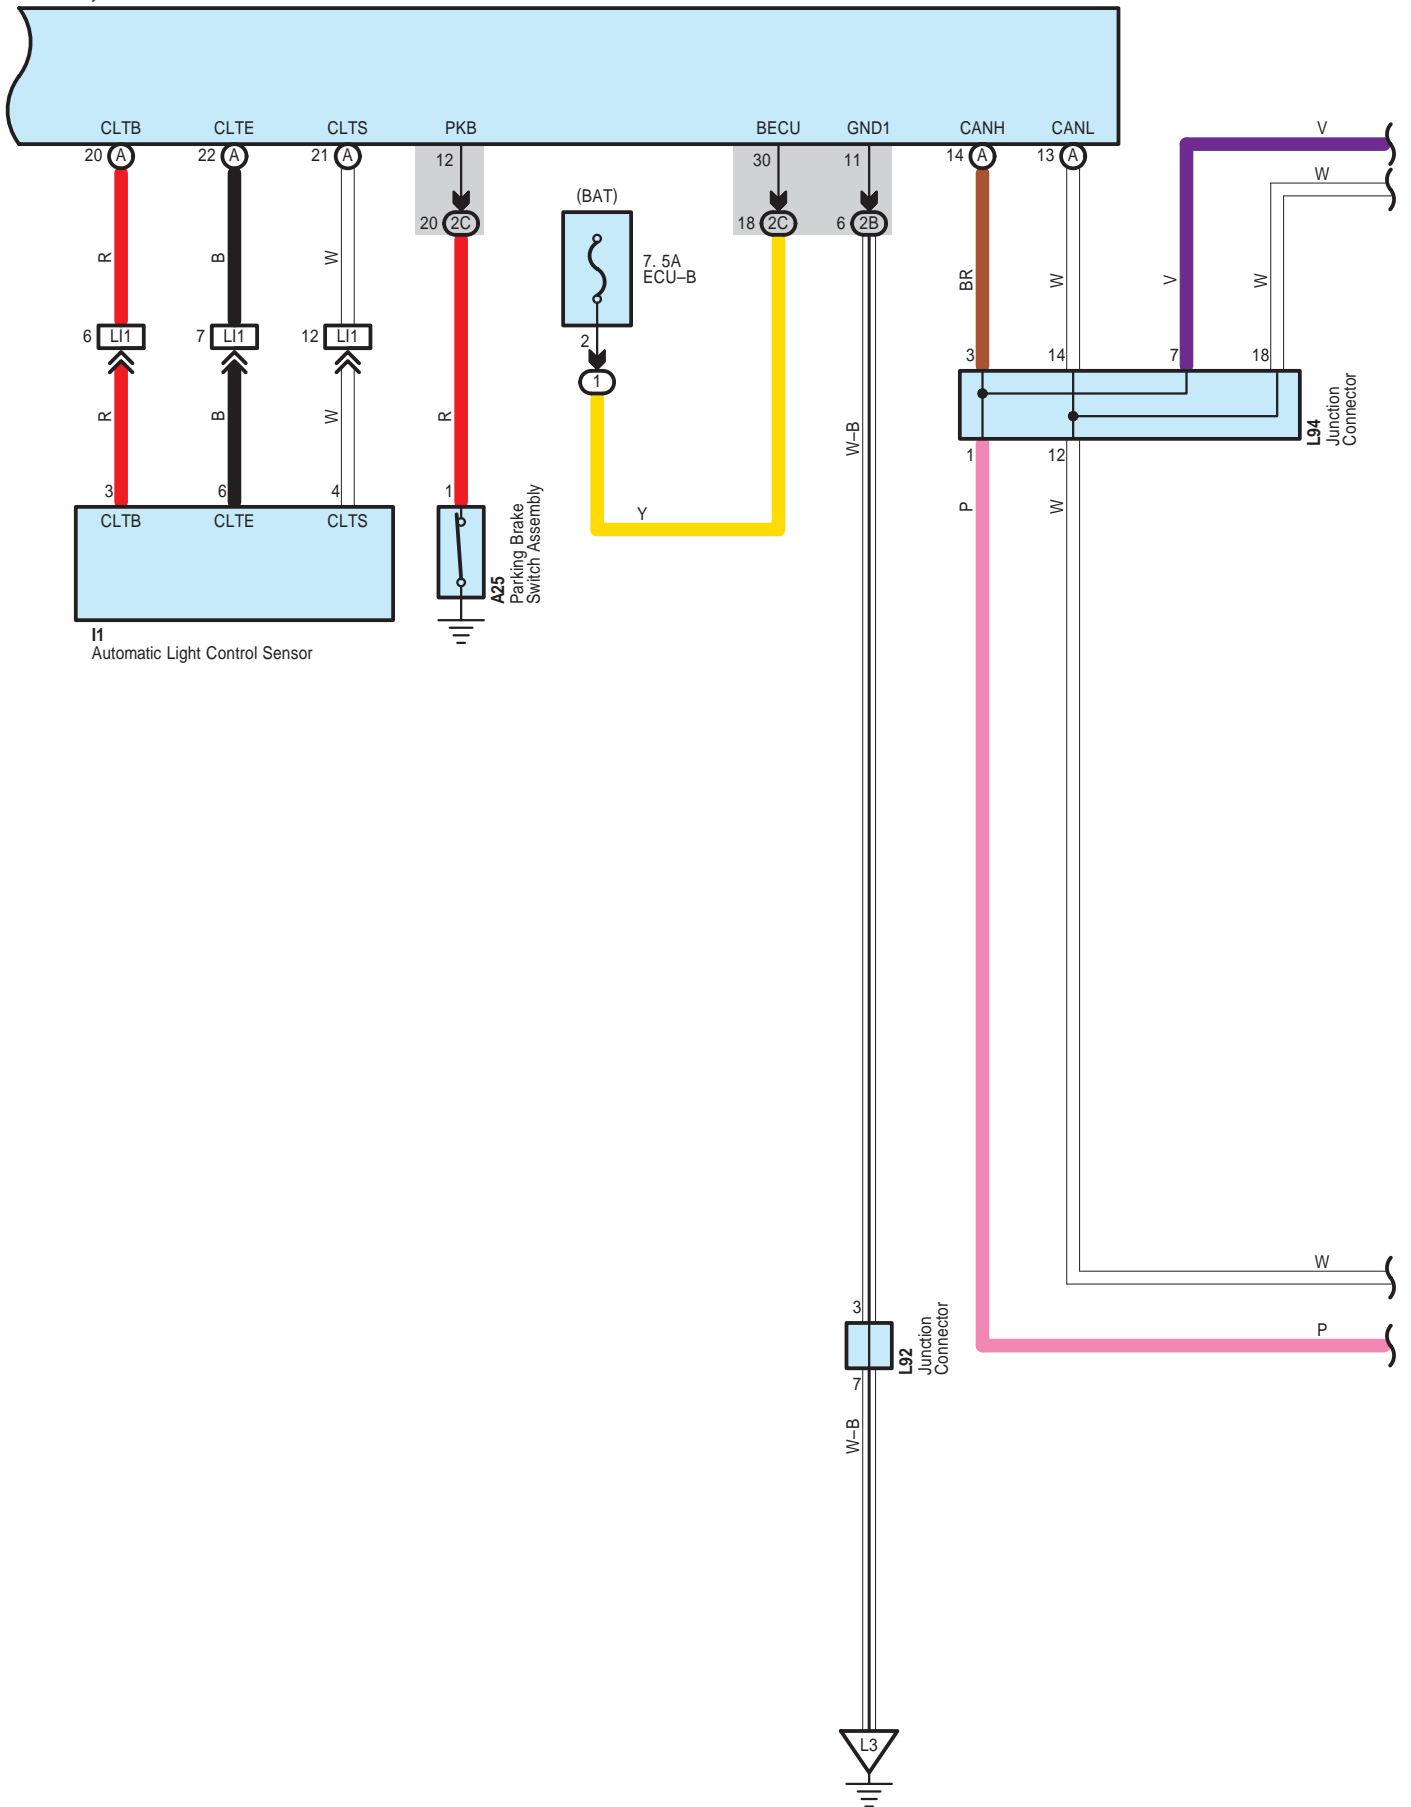 CLTB CLTE CLTS PKB BECU GND1 CANH CANL
V
20 A 22 A 21 A 12 30 11 14 A 13 A
W
(BAT)
20 2C 18 2C 6 2B
7. 5A
ECU–B
R B W BR W V W
6 LI1 7 LI1 12 LI1 2
3 14 7 18
1
L94
Junction
Connector
R B W R W–B
1 12
3 6 4 1
P W
CLTB CLTE CLTS
Y
A25
Parking Brake
Switch Assembly
I1
Automatic Light Control Sensor
W
3
P
L92
Junction
Connector
7
W–B
L3